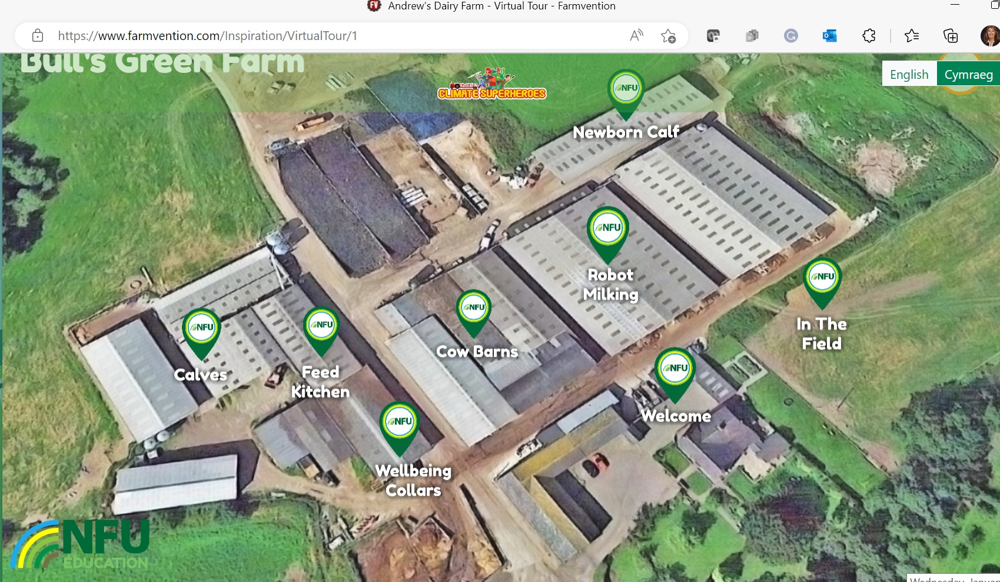 Andrew's Dairy Farm - Virtual Tour - Farmvention
https://www.farmvention.com/Inspiration/VirtualTour/1
Bull's Green Farm
CLIMATE SUPERHEROES
English
Cymraeg
NFU
Newborn Calf
NFU
Robot
Milking
NFU
In The
Field
NFU
Cow Barns
NFU
Calves
NFU
Feed
Kitchen
NFU
Welcome
NFU
Wellbeing
Collars
NFU
EDUCATION